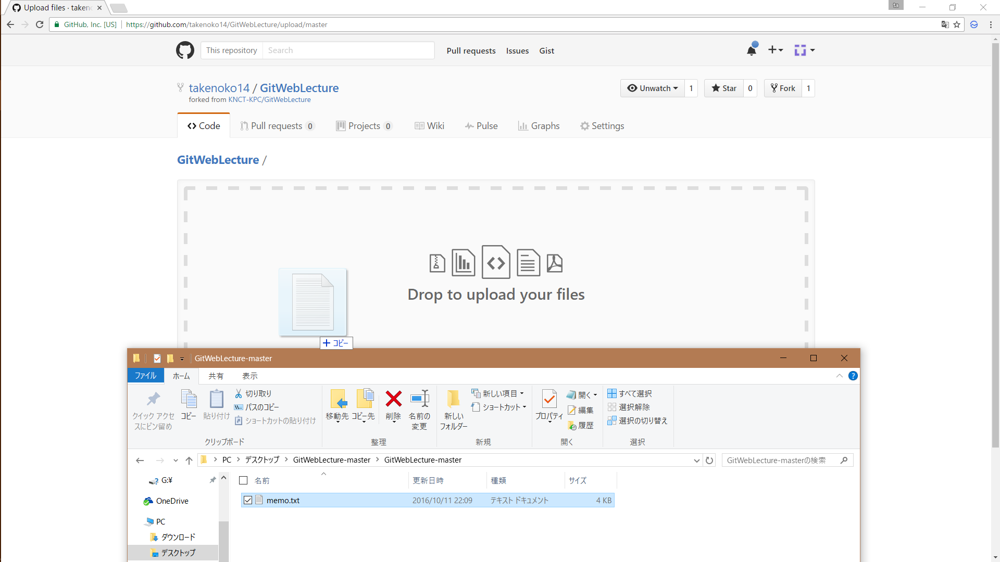 Upload files · taken
ta
GitHub, Inc. [US] https://github.com/takenoko14/GitWebLecture/upload/master
This repository Search Pull requests Issues Gist
takenoko14 / GitWebLecture
forked from KNCT-KPC/GitWebLecture
Unwatch 1 Star 0 Fork 1
Code Pull requests 0 Projects 0 Wiki Pulse Graphs Settings
GitWebLecture /
Drop to upload your files
コピー
GitWebLecture-master
ファイル ホーム 共有 表示
クイック アクセスにピン留め
コピー
貼り付け
切り取り
パスのコピー
ショートカットの貼り付け
クリップボード
移動先 コピー先 削除 名前の変更
整理
新しいフォルダー
新しい項目
ショートカット
新規
プロパティ
開く
編集
履歴
開く
すべて選択
選択解除
選択の切り替え
選択
PC デスクトップ GitWebLecture-master GitWebLecture-master
GitWebLecture-masterの検索
G:¥
OneDrive
PC
ダウンロード
デスクトップ
名前 更新日時 種類 サイズ
memo.txt 2016/10/11 22:09 テキスト ドキュメント 4 KB